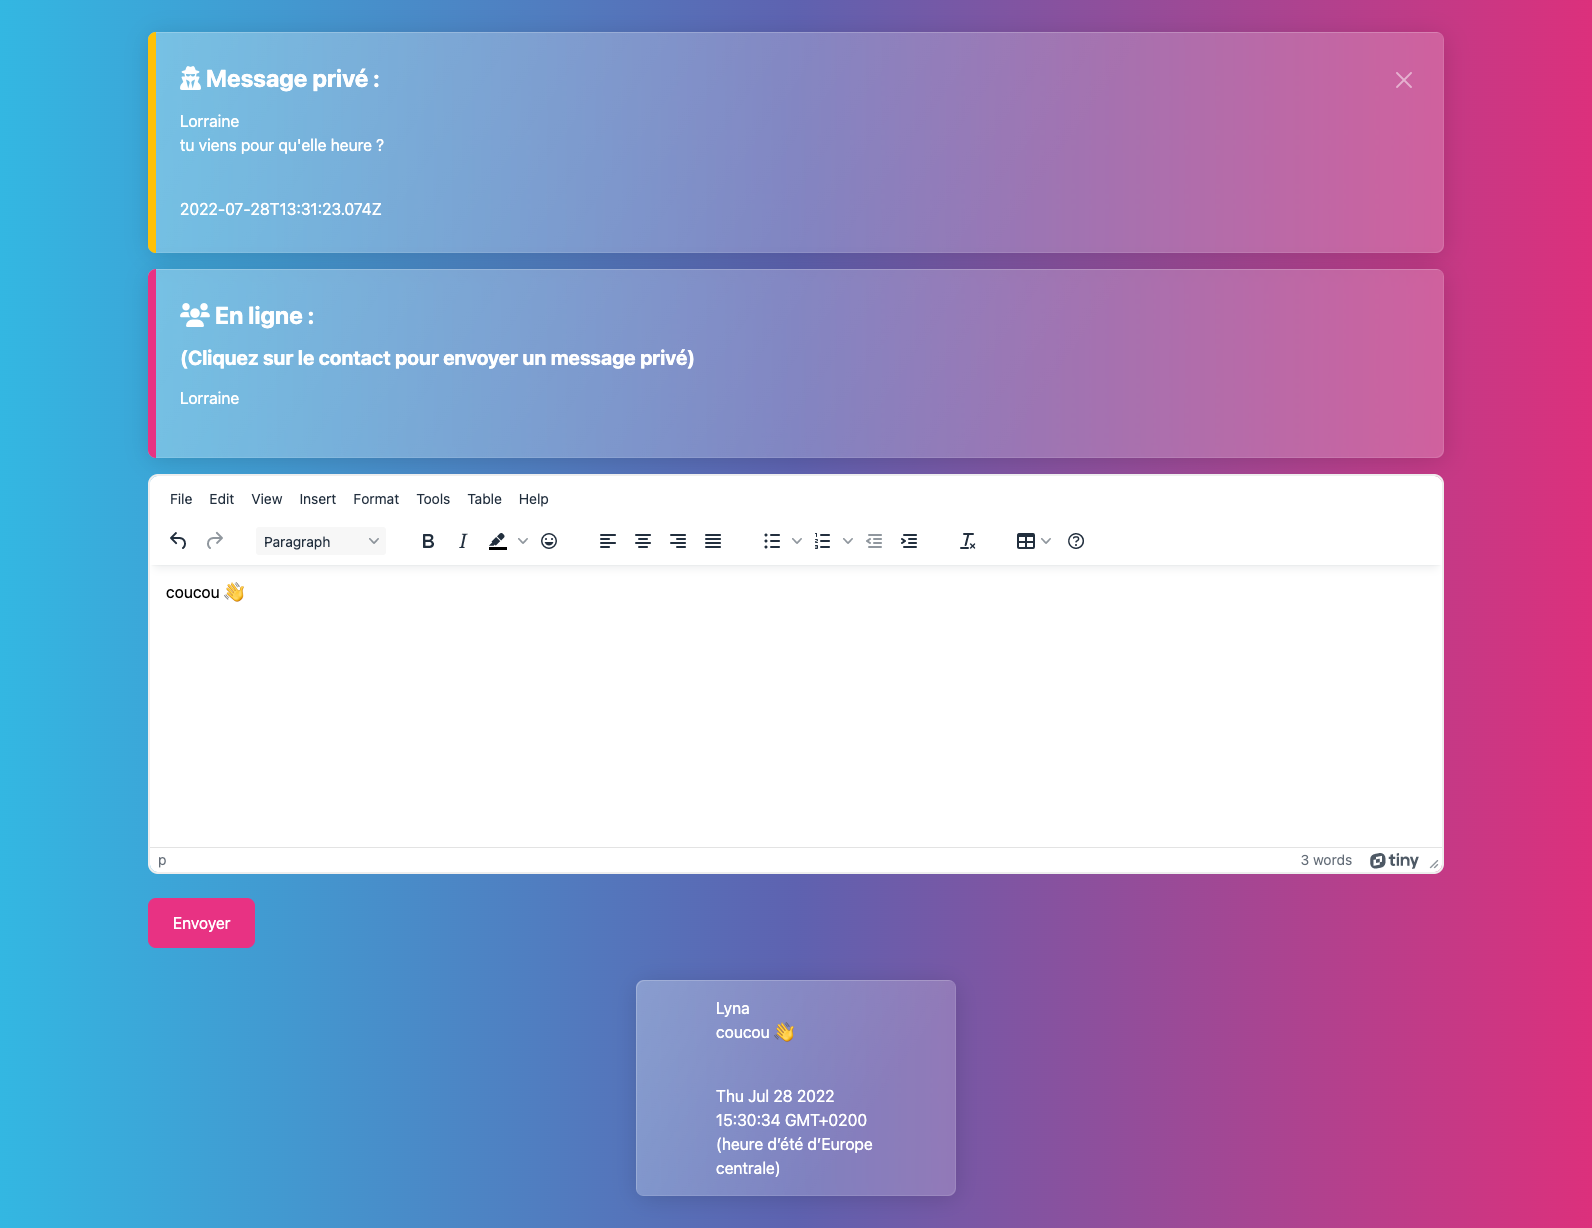 Message privé :
Lorraine
tu viens pour qu'elle heure ?
2022-07-28T13:31:23.074Z
En ligne :
(Cliquez sur le contact pour envoyer un message privé)
Lorraine
File Edit View Insert Format Tools Table Help
Paragraph B I
coucou 👋
p 3 words tiny
Envoyer
Lyna
coucou 👋
Thu Jul 28 2022
15:30:34 GMT+0200
(heure d’été d’Europe
centrale)